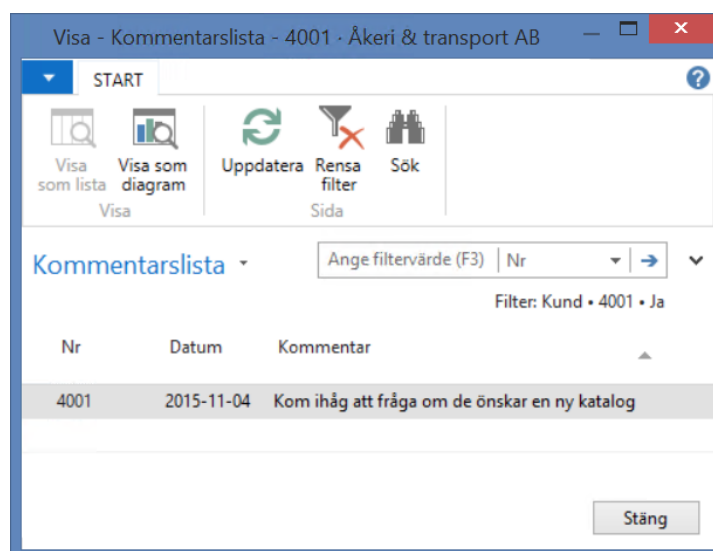 Visa - Kommentarslista - 4001 · Åkeri & transport AB
START
Visa som lista
Visa som diagram
Uppdatera
Rensa filter
Sök
Visa
Sida
Kommentarslista
Ange filtervärde (F3) Nr
Filter: Kund • 4001 • Ja
Nr Datum Kommentar
4001 2015-11-04 Kom ihåg att fråga om de önskar en ny katalog
Stäng